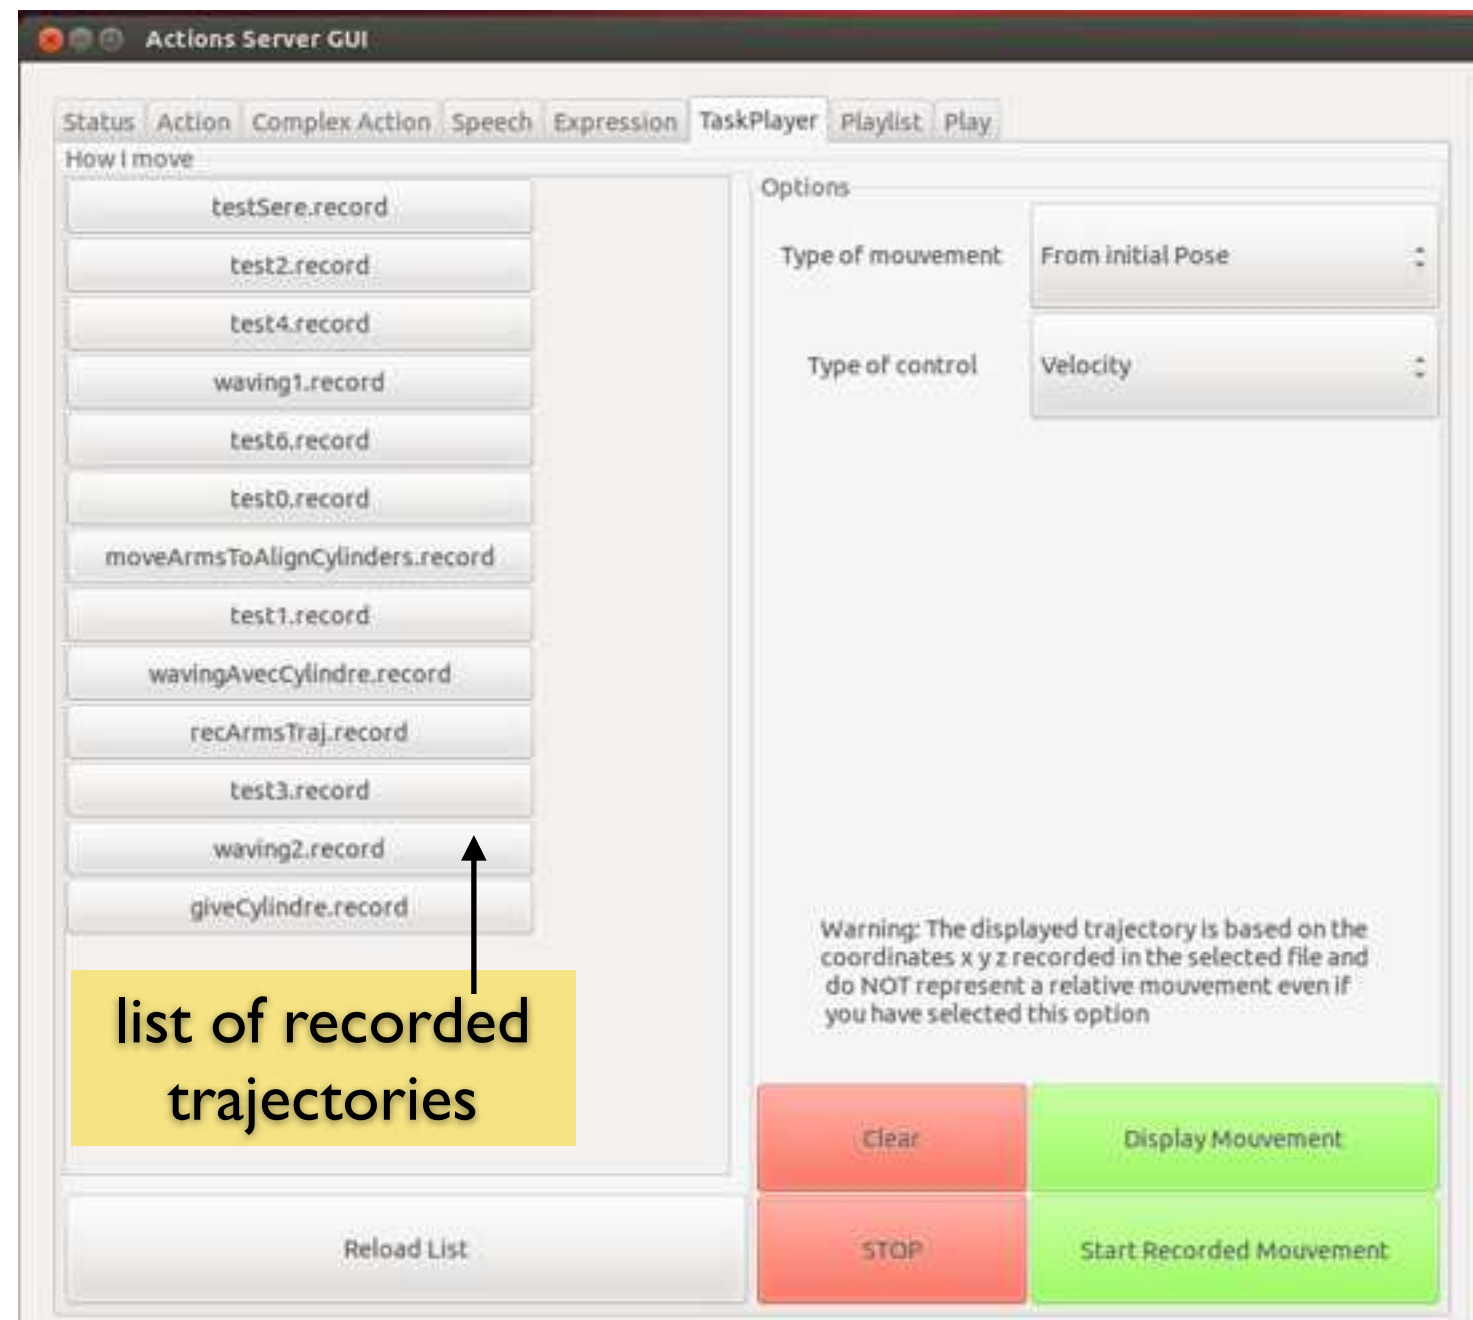 Actions Server GUI
Status Action Complex Action Speech Expression TaskPlayer Playlist Play
How I move
testSere.record
test2.record
test4.record
waving1.record
test6.record
test0.record
moveArmsToAlignCylinders.record
test1.record
wavingAvecCylindre.record
recArmsTraj.record
test3.record
waving2.record
giveCylindre.record
list of recorded
trajectories
Reload List
Options
Type of mouvement From initial Pose
Type of control Velocity
Warning: The displayed trajectory is based on the
coordinates x y z recorded in the selected file and
do NOT represent a relative mouvement even if
you have selected this option
Clear Display Mouvement
STOP Start Recorded Mouvement